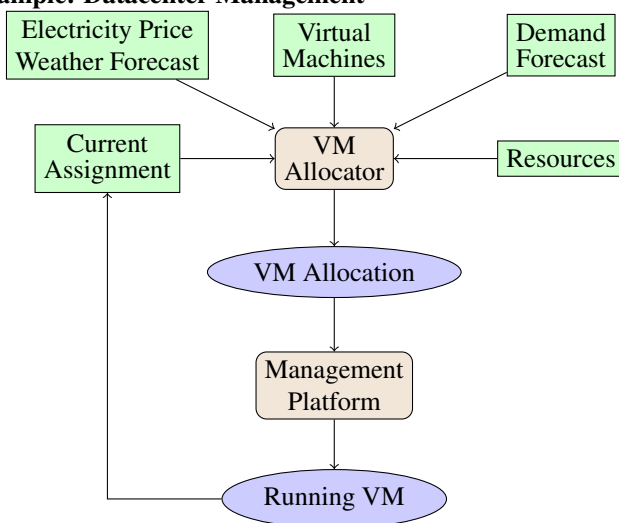 ample: Datacenter Management
Electricity Price
Weather Forecast
Virtual
Machines
Demand
Forecast
Current
Assignment
VM
Allocator
Resources
VM Allocation
Management
Platform
Running VM